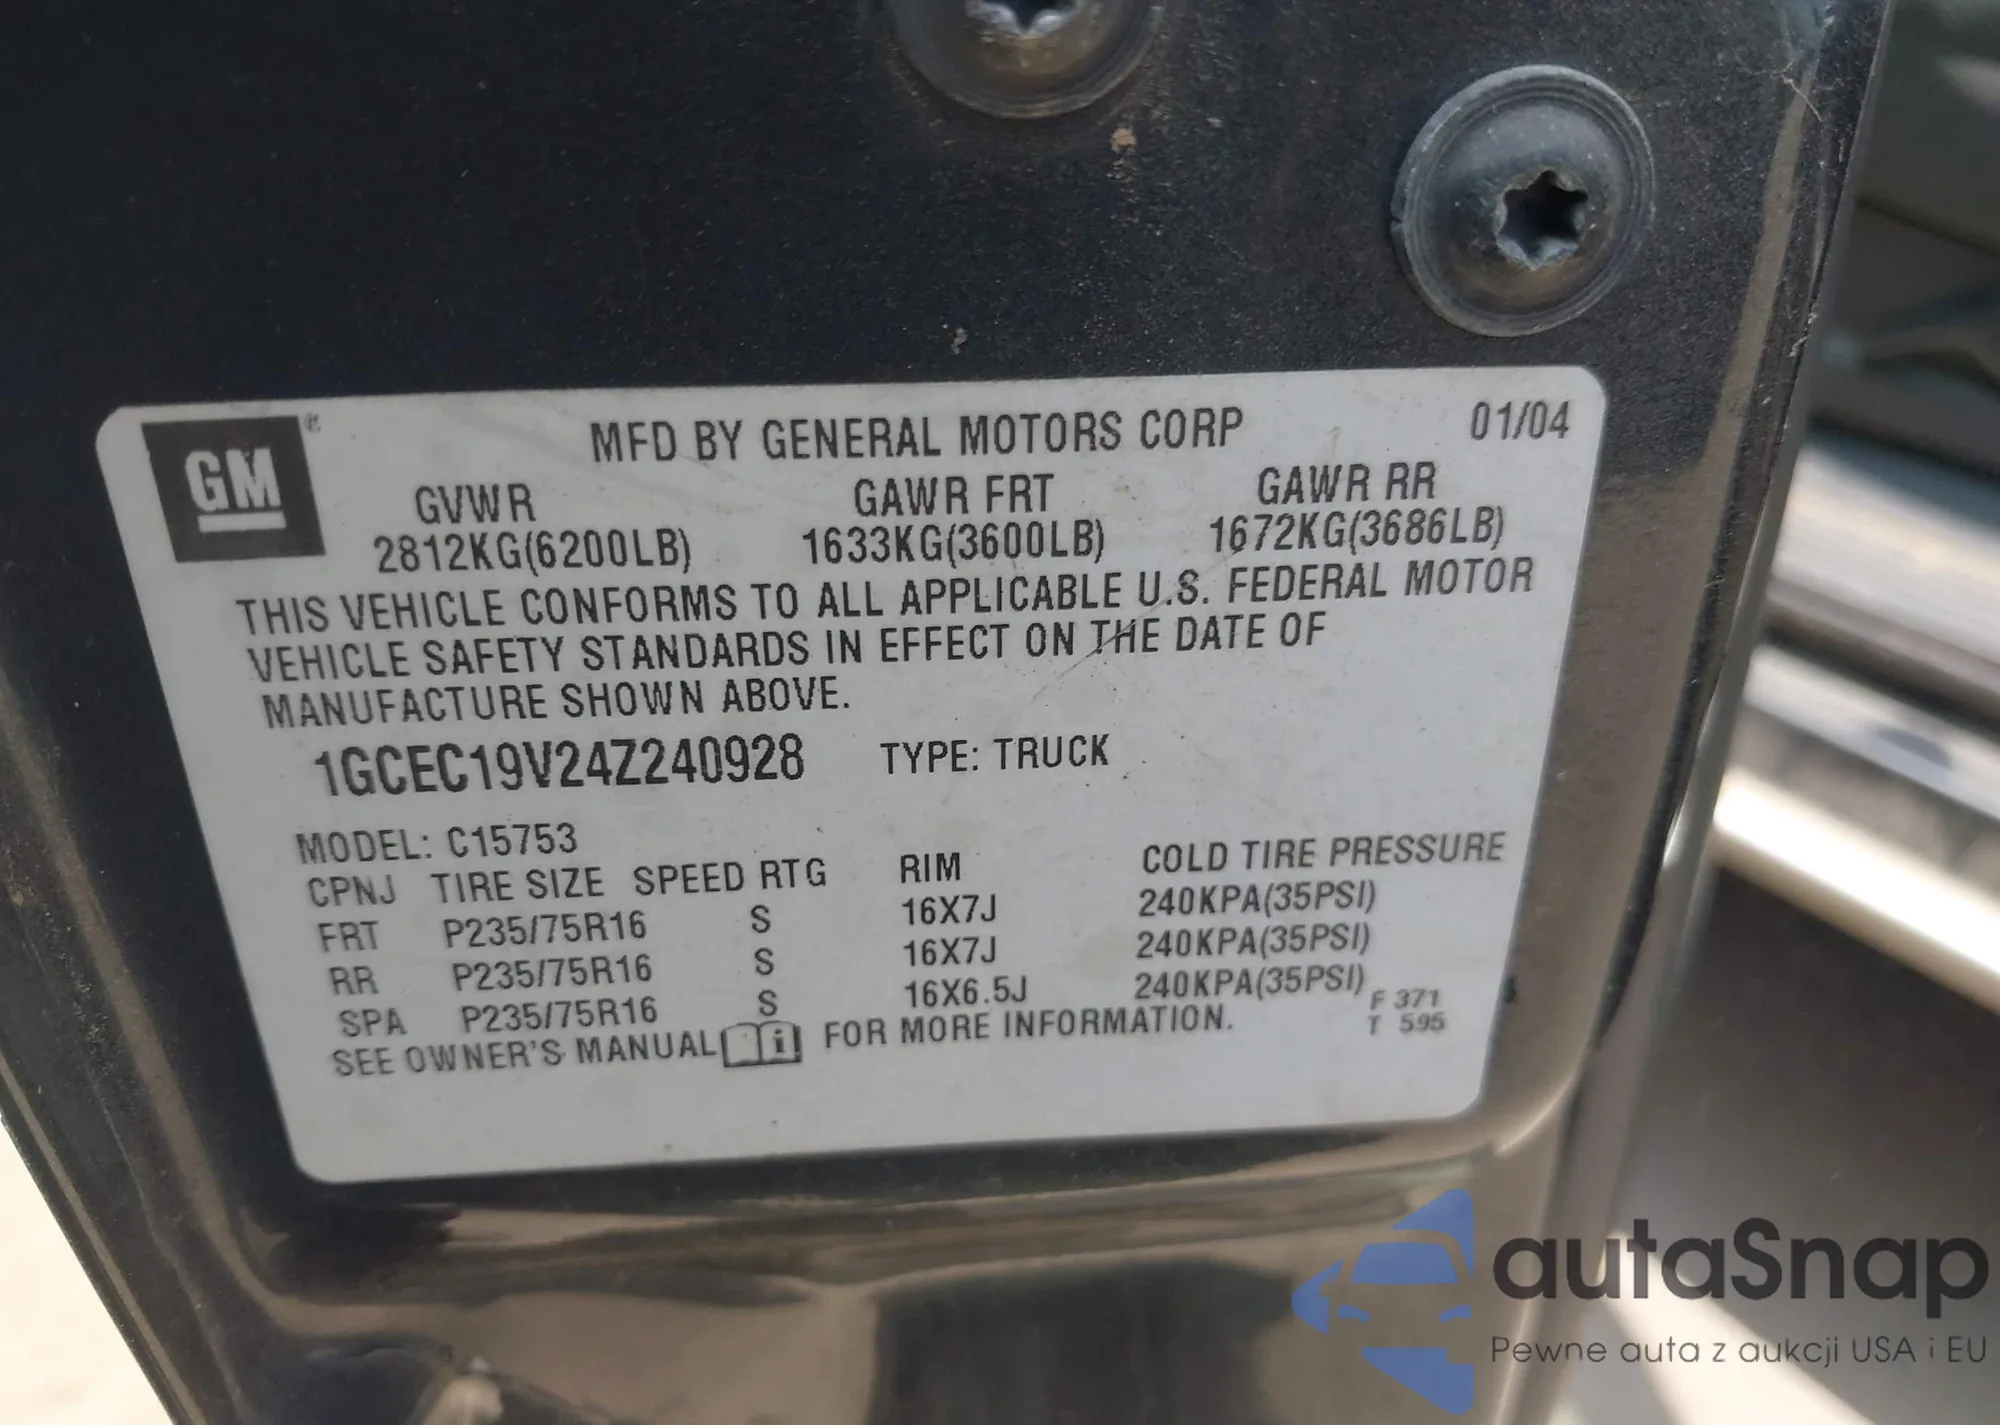 MFD BY GENERAL MOTORS CORP 01/04
GM®
GVWR GAWR FRT GAWR RR
2812KG(6200LB) 1633KG(3600LB) 1672KG(3686LB)
THIS VEHICLE CONFORMS TO ALL APPLICABLE U.S. FEDERAL MOTOR
VEHICLE SAFETY STANDARDS IN EFFECT ON THE DATE OF
MANUFACTURE SHOWN ABOVE.
1GCEC19V24Z240928 TYPE: TRUCK
MODEL: C15753
CPNJ TIRE SIZE SPEED RTG RIM COLD TIRE PRESSURE
FRT P235/75R16 S 16X7J 240KPA(35PSI)
RR P235/75R16 S 16X7J 240KPA(35PSI)
SPA P235/75R16 S 16X6.5J 240KPA(35PSI)
SEE OWNER'S MANUAL i FOR MORE INFORMATION.
F 371
T 595
autaSnap
Pewne auta z aukcji USA i EU